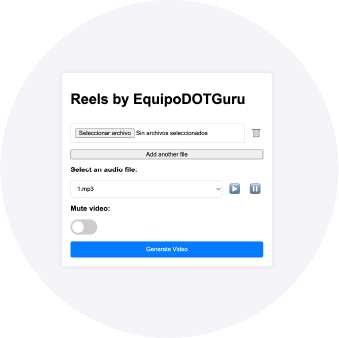 Reels by EquipoDOTGuru
Seleccionar archivo Sin archivos seleccionados
Add another file
Select an audio file:
1.mp3
Mute video:
Generate Video